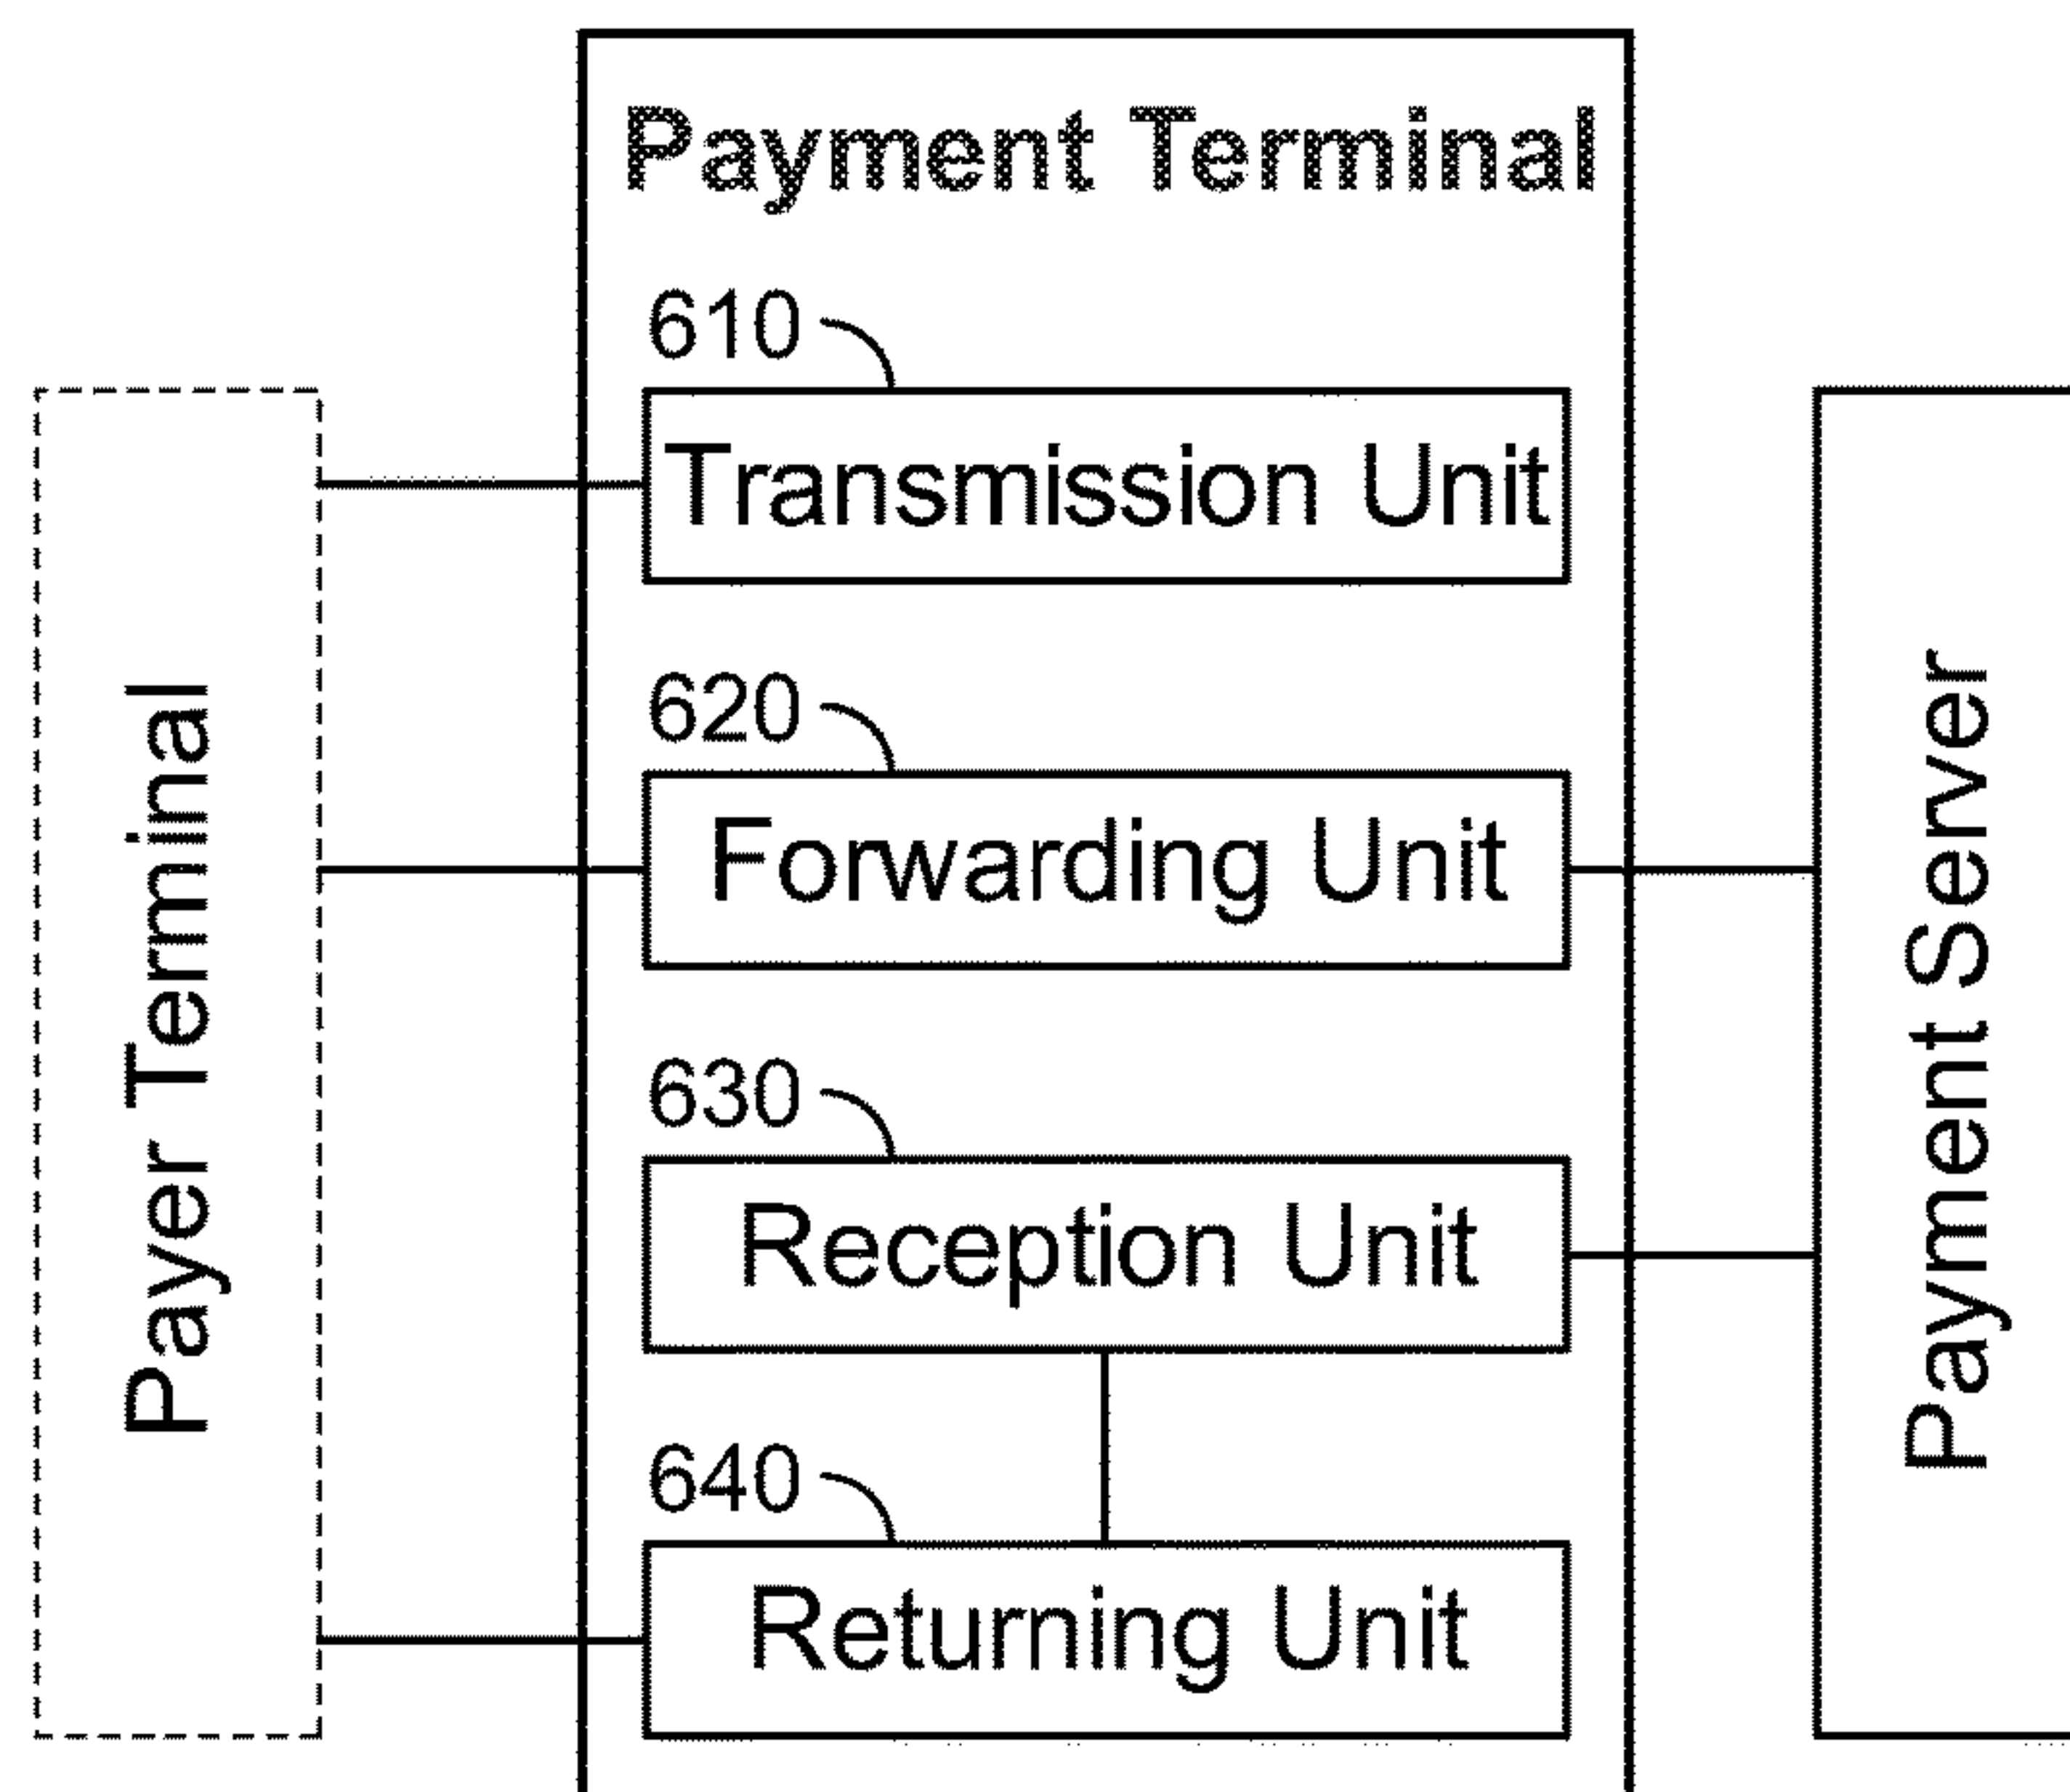 Payment Terminal
610
Transmission Unit
620
Forwarding Unit
630
Reception Unit
640
Returning Unit
Payer Terminal
Payment Server